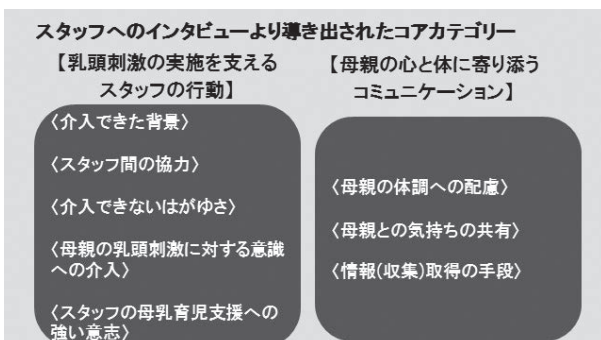 スタッフへのインタビューより導き出されたコアカテゴリー
【乳頭刺激の実施を支える
スタッフの行動】
〈介入できた背景〉
〈スタッフ間の協力〉
〈介入できないはがゆさ〉
〈母親の乳頭刺激に対する意識
への介入〉
〈スタッフの母乳育児支援への
強い意志〉
【母親の心と体に寄り添う
コミュニケーション】
〈母親の体調への配慮〉
〈母親との気持ちの共有〉
〈情報(収集)取得の手段〉